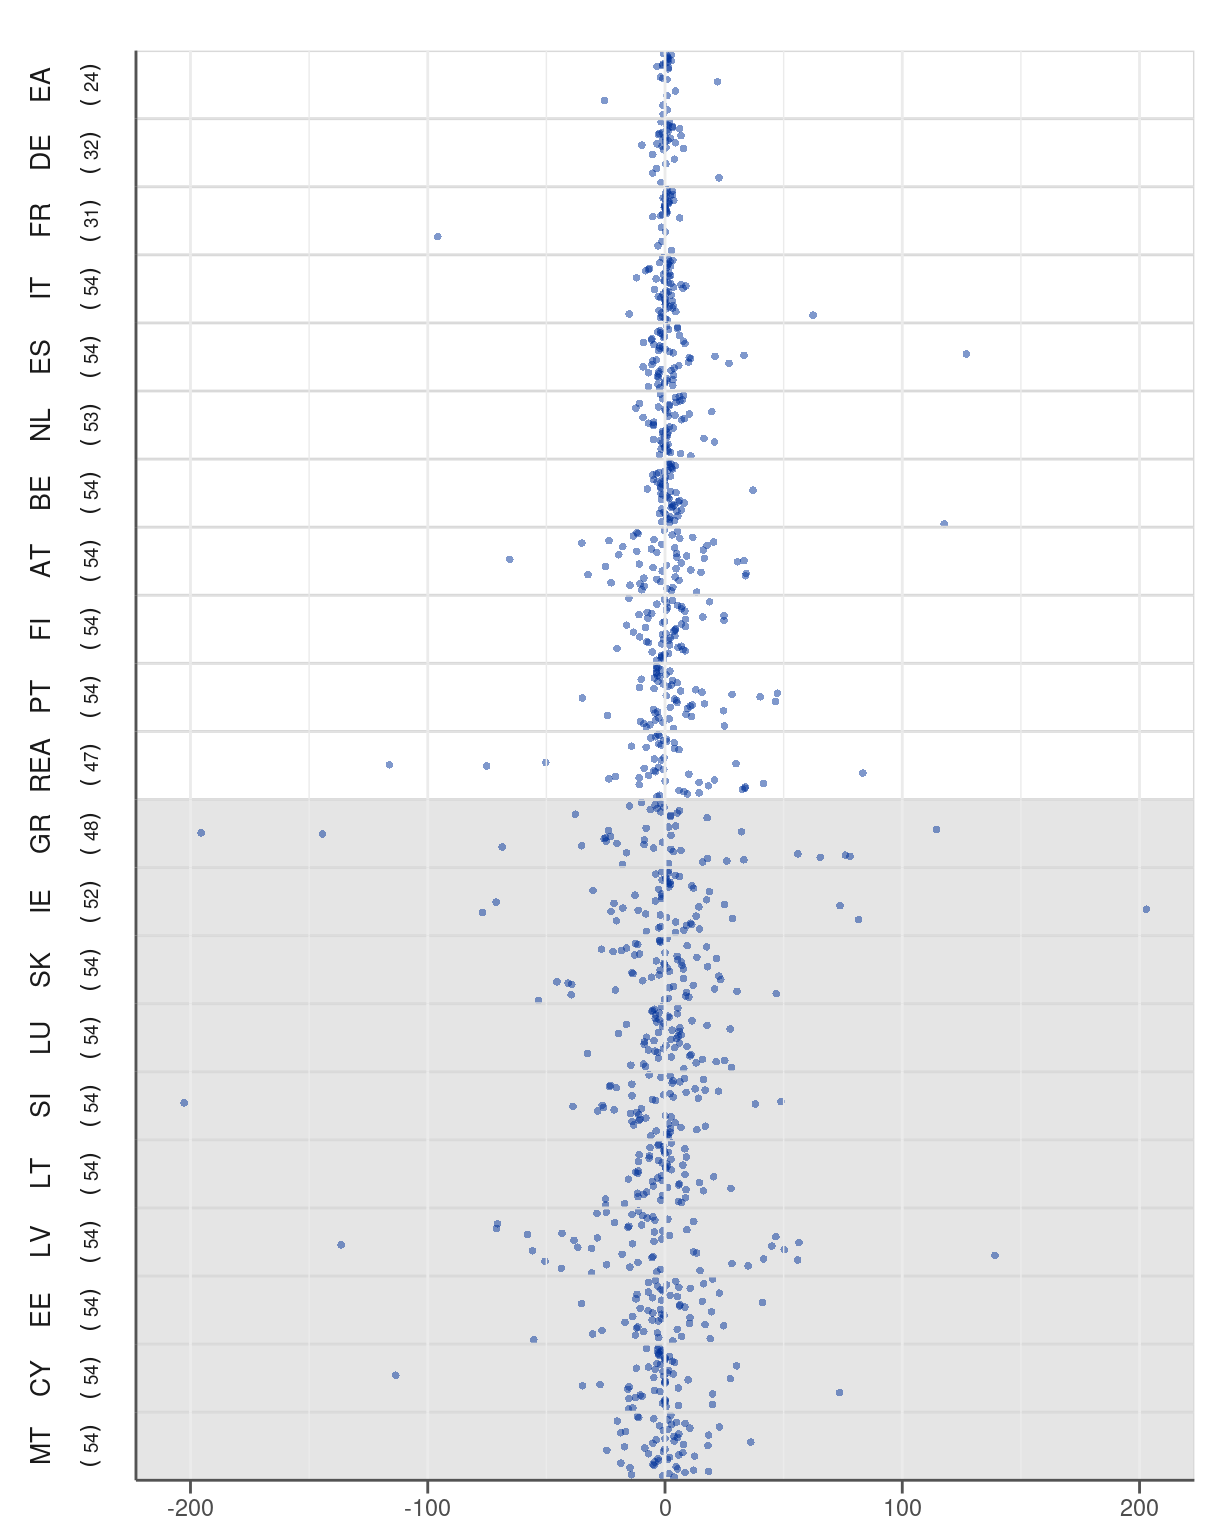 EA ( 24)
DE ( 32)
FR ( 31)
IT ( 54)
ES ( 54)
NL ( 53)
BE ( 54)
AT ( 54)
FI ( 54)
PT ( 54)
REA ( 47)
GR ( 48)
IE ( 52)
SK ( 54)
LU ( 54)
SI ( 54)
LT ( 54)
LV ( 54)
EE ( 54)
CY ( 54)
MT ( 54)
-200 -100 0 100 200